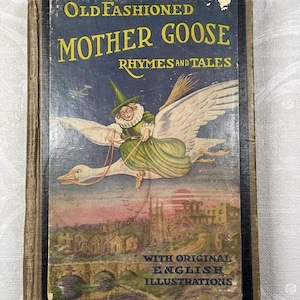 OLD FASHIONED
MOTHER GOOSE
RHYMES AND TALES
WITH ORIGINAL
ENGLISH
ILLUSTRATIONS